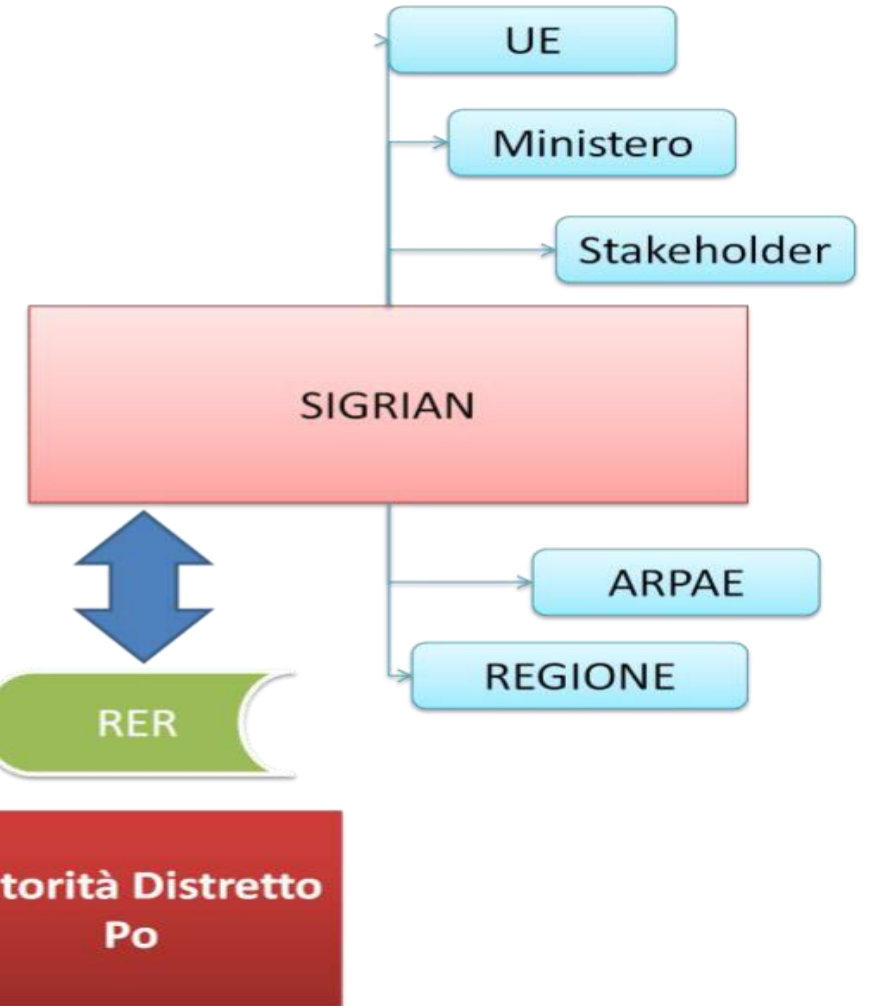 UE
Ministero
Stakeholder
SIGRIAN
ARPAE
REGIONE
RER
torità Distretto
Po